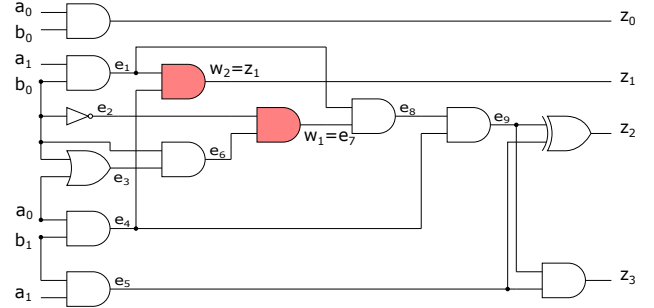 a₀
z₀
b₀
a₁
e₁
w₂=z₁
z₁
b₀
e₂
e₈
e₉
w₁=e₇
z₂
e₆
e₃
a₀
e₄
b₁
e₅
z₃
a₁